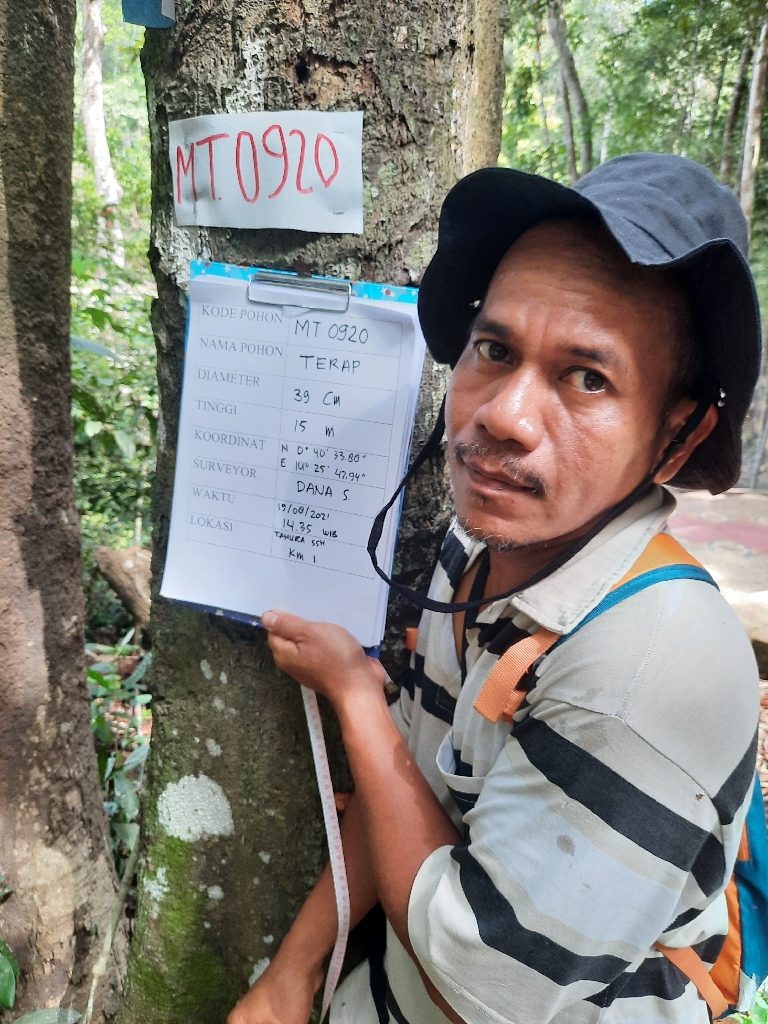 MT.0920
KODE POHON MT 0920
NAMA POHON TERAP
DIAMETER 39 Cm
TINGGI 15 m
KOORDINAT N 0° 40' 33.80"
E 101° 25' 42.94"
SURVEYOR DANA S.
WAKTU 19/08/2021
14.35 WIB
LOKASI TAHURA SSH
KM 1